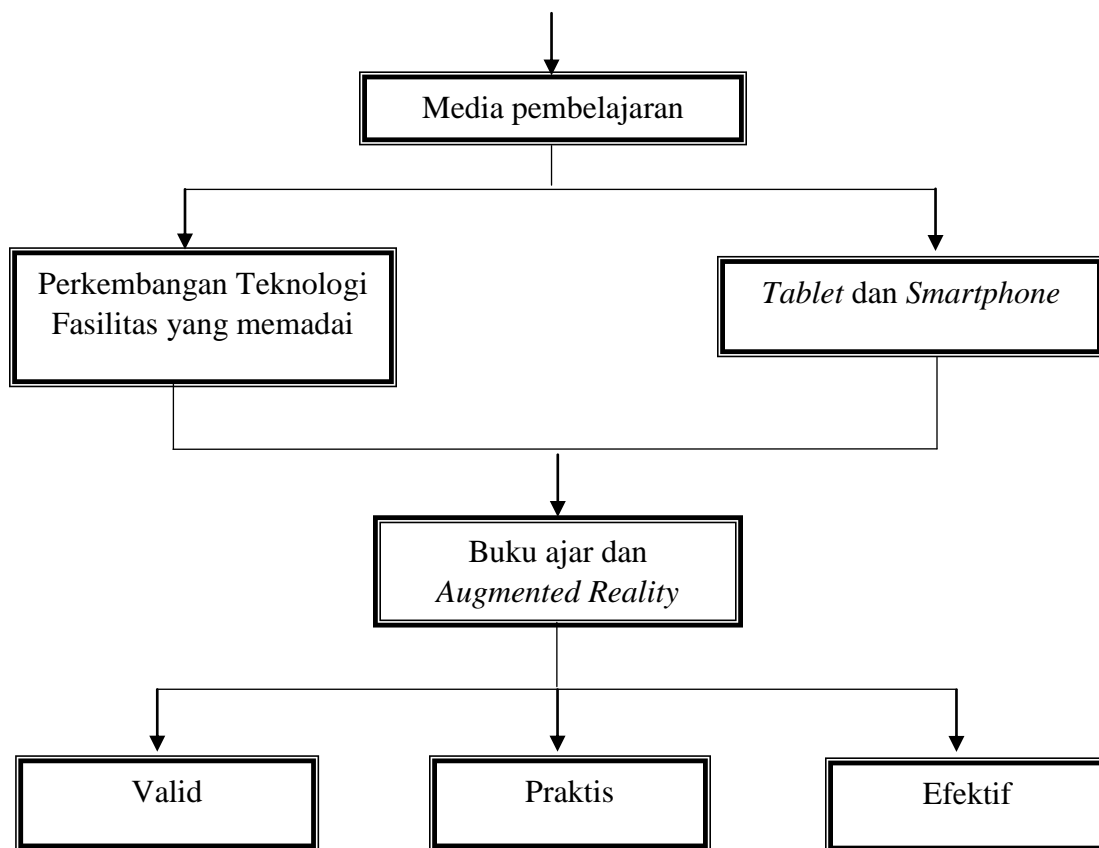 Media pembelajaran
Perkembangan Teknologi
Fasilitas yang memadai
Tablet dan Smartphone
Buku ajar dan
Augmented Reality
Valid
Praktis
Efektif